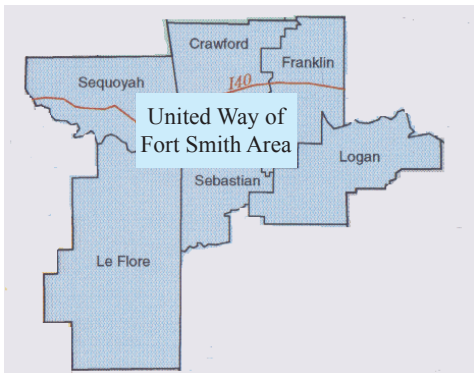 Crawford
Franklin
Sequoyah
I40
United Way of
Fort Smith Area
Logan
Sebastian
Le Flore